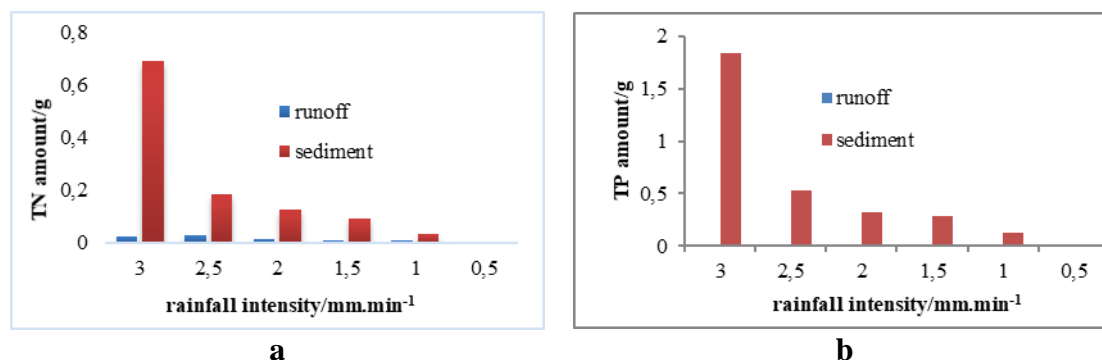 TN amount/g
0,8
0,6
0,4
0,2
0
runoff
sediment
3 2,5 2 1,5 1 0,5
rainfall intensity/mm.min⁻¹
a
TP amount/g
2
1,5
1
0,5
0
runoff
sediment
3 2,5 2 1,5 1 0,5
rainfall intensity/mm.min⁻¹
b